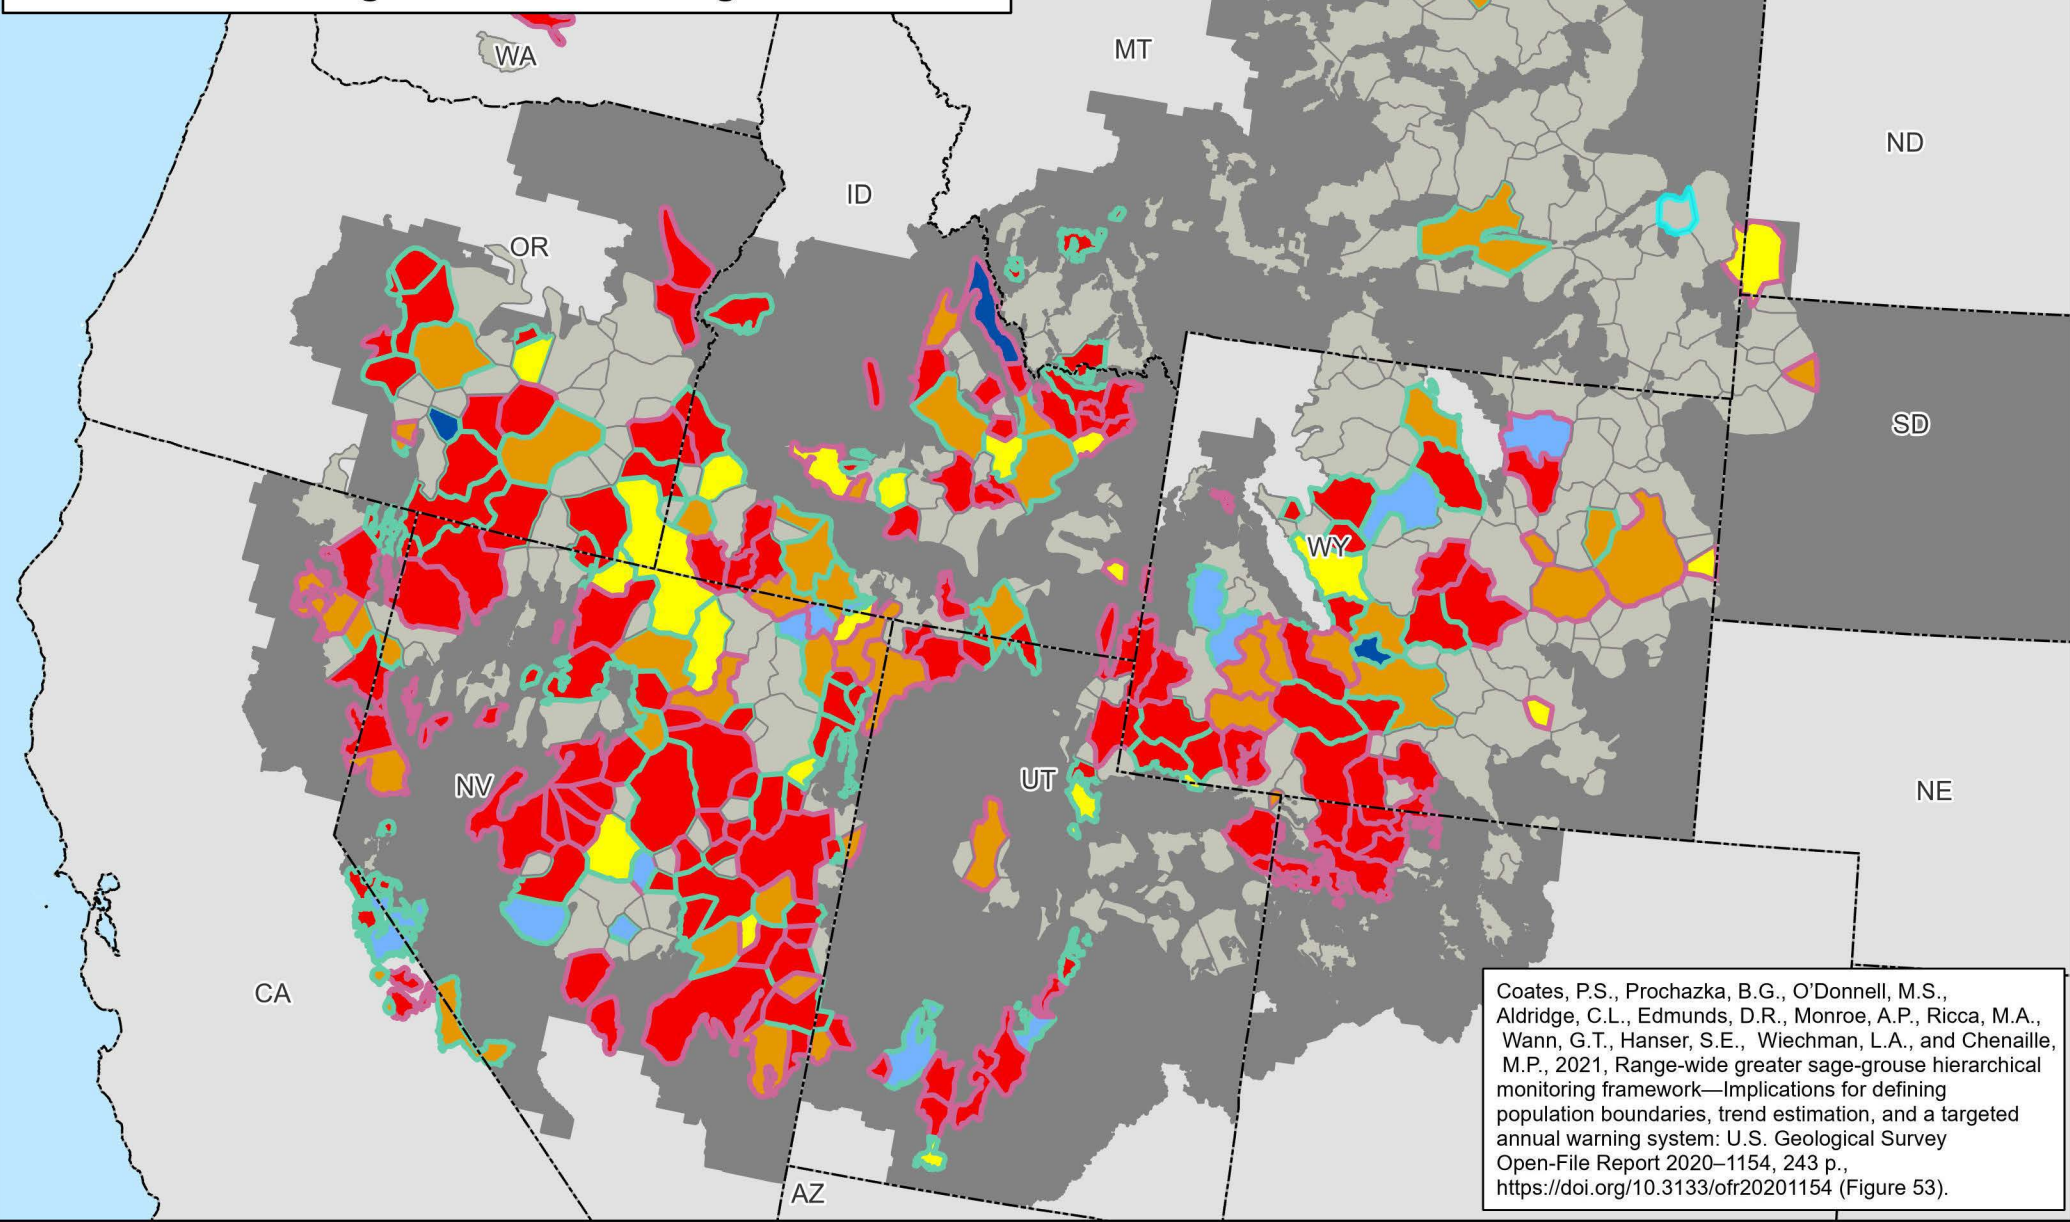 WA
MT
ND
ID
OR
SD
WY
UT
NV
NE
CA
AZ
Coates, P.S., Prochazka, B.G., O’Donnell, M.S.,
Aldridge, C.L., Edmunds, D.R., Monroe, A.P., Ricca, M.A.,
Wann, G.T., Hanser, S.E., Wiechman, L.A., and Chenaille,
M.P., 2021, Range-wide greater sage-grouse hierarchical
monitoring framework—Implications for defining
population boundaries, trend estimation, and a targeted
annual warning system: U.S. Geological Survey
Open-File Report 2020–1154, 243 p.,
https://doi.org/10.3133/ofr20201154 (Figure 53).